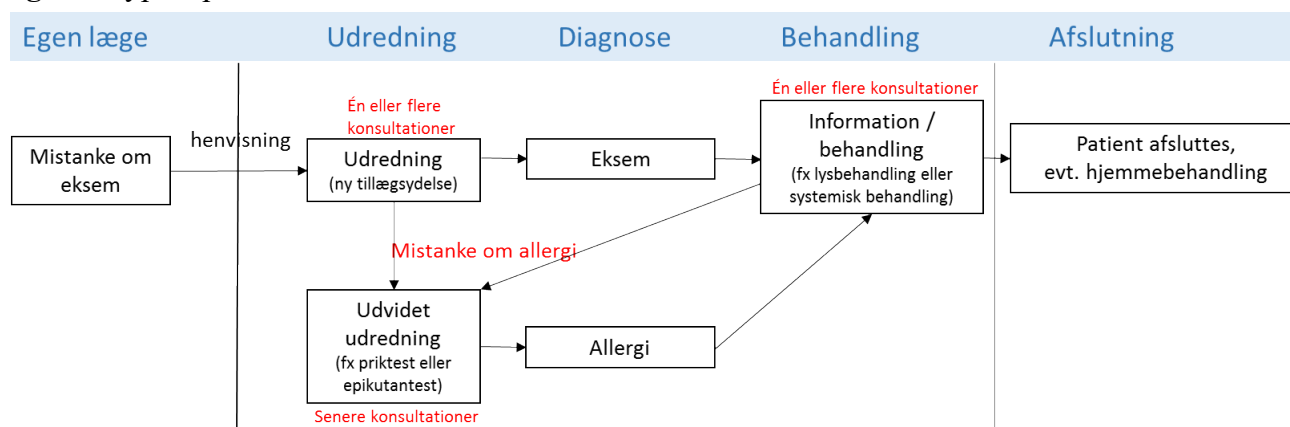 Egen læge
Udredning
Diagnose
Behandling
Afslutning
Mistanke om
eksem
henvisning
Én eller flere
konsultationer
Udredning
(ny tillægsydelse)
Eksem
Én eller flere konsultationer
Information /
behandling
(fx lysbehandling eller
systemisk behandling)
Patient afsluttes,
evt. hjemmebehandling
Mistanke om allergi
Udvidet
udredning
(fx priktest eller
epikutantest)
Senere konsultationer
Allergi